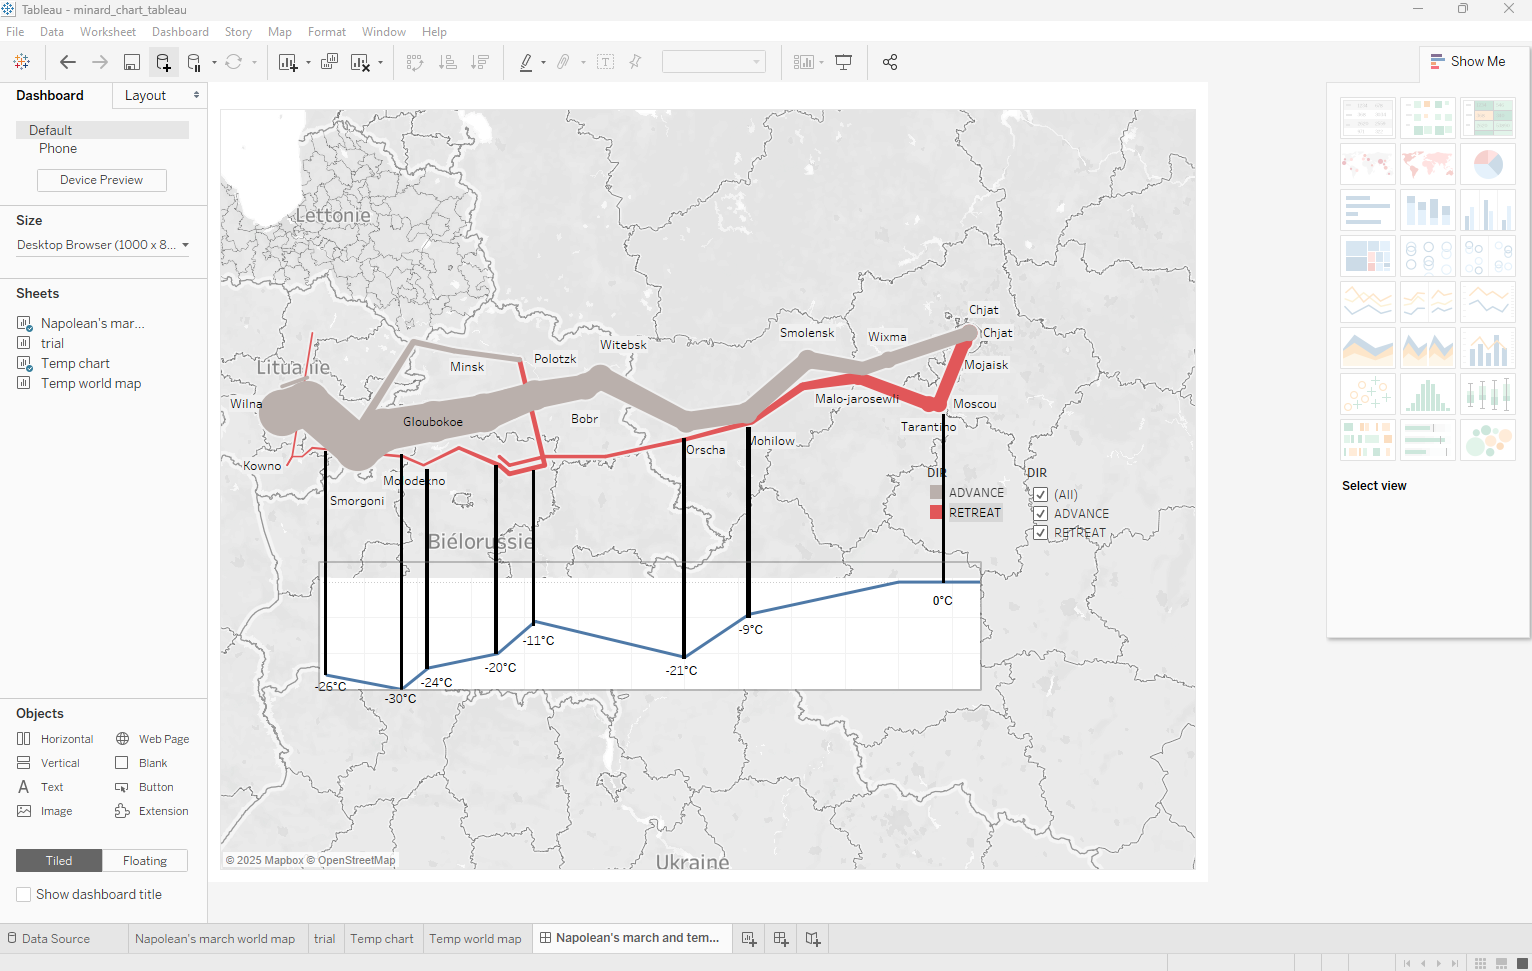 Tableau - minard_chart_tableau
File Data Worksheet Dashboard Story Map Format Window Help
Show Me
Dashboard
Layout
Default
Phone
Device Preview
Size
Desktop Browser (1000 x 8...
Sheets
Napolean's mar...
trial
Temp chart
Temp world map
Objects
Horizontal
Web Page
Vertical
Blank
Text
Button
Image
Extension
Tiled
Floating
Show dashboard title
Lettonie
Lituanie
Chjat
Chjat
Smolensk
Wixma
Witebsk
Polotzk
Minsk
Mojaisk
Wilna
Malo-jarosewli
Moscou
Gloubokoe
Bobr
Tarantino
Mohilow
Orscha
Kowno
Molodexno
Smorgoni
DIR
ADVANCE
RETREAT
DIR
(All)
ADVANCE
RETREAT
Biélorussie
0°C
-9°C
-11°C
-20°C
-21°C
-24°C
-26°C
-30°C
Ukraine
© 2025 Mapbox © OpenStreetMap
Select view
Data Source
Napolean's march world map
trial
Temp chart
Temp world map
Napolean's march and tem...